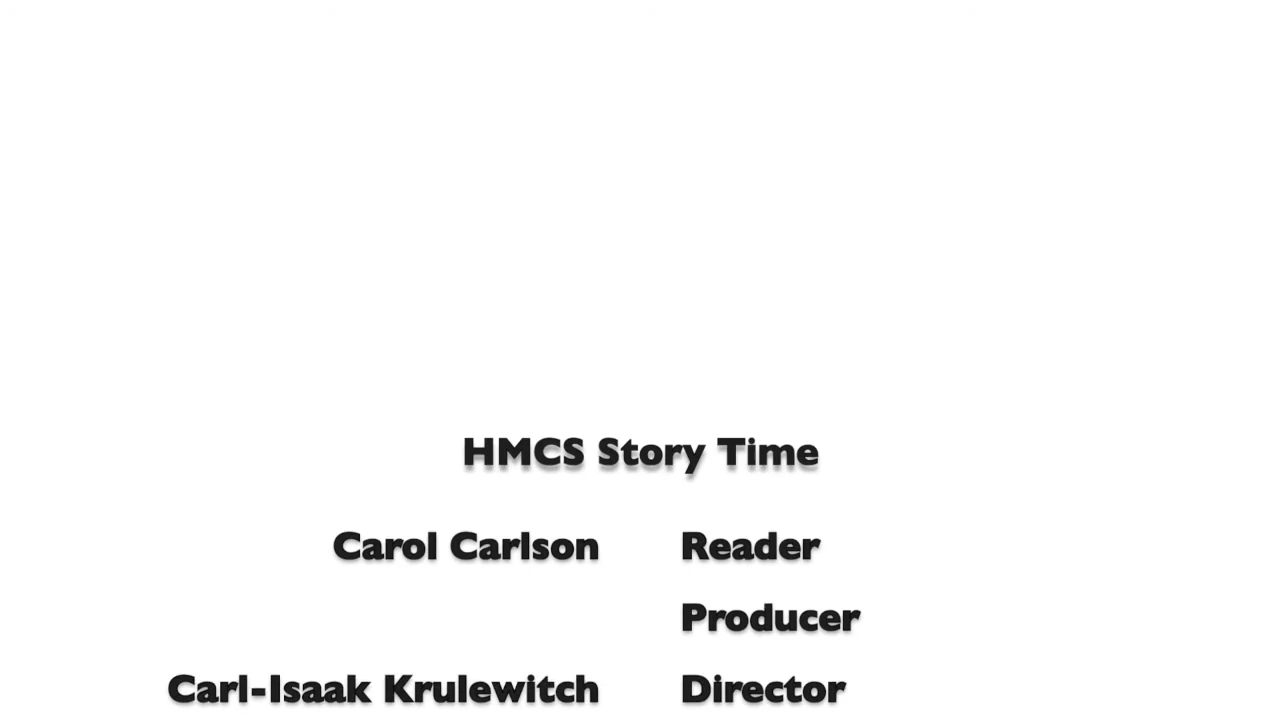 HMCS Story Time
Carol Carlson Reader
Producer
Carl-Isaak Krulewitch Director